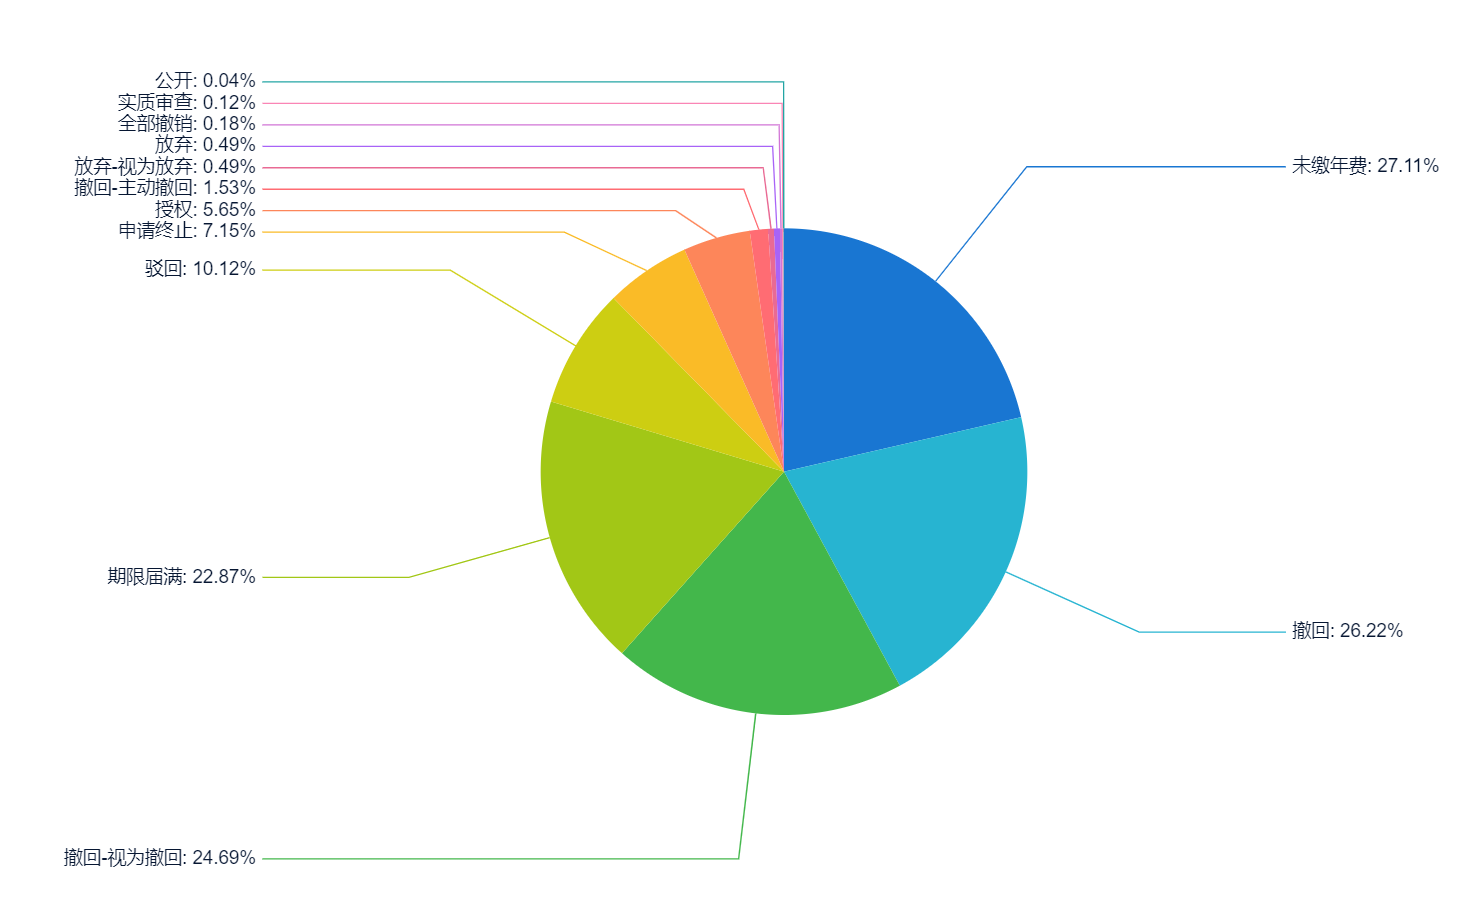 公开: 0.04%
实质审查: 0.12%
全部撤销: 0.18%
放弃: 0.49%
放弃-视为放弃: 0.49%
撤回-主动撤回: 1.53%
授权: 5.65%
申请终止: 7.15%
驳回: 10.12%
期限届满: 22.87%
撤回-视为撤回: 24.69%
未缴年费: 27.11%
撤回: 26.22%